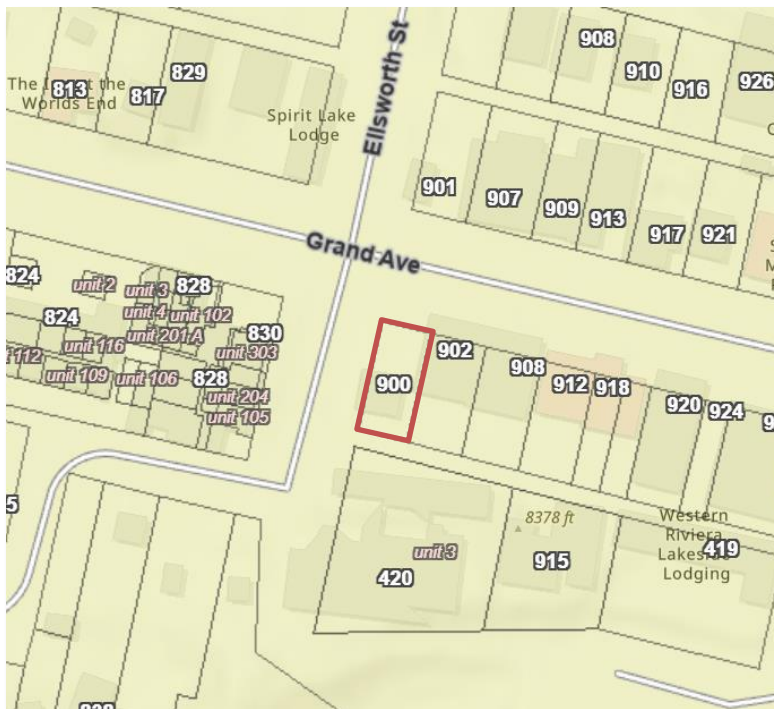 908
910
916
926
829
813
817
The I
t the
Worlds End
Spirit Lake
Lodge
Ellsworth St
901
907
909
913
917
921
Grand Ave
824
unit 2
unit 3
828
unit 4
unit 102
824
unit 201 A
830
unit 116
unit 303
112
unit 109
unit 106
828
unit 204
unit 105
900
902
908
912
918
920
924
9
5
8378 ft
Western
Riviera
Lakes
Lodging
419
unit 3
420
915